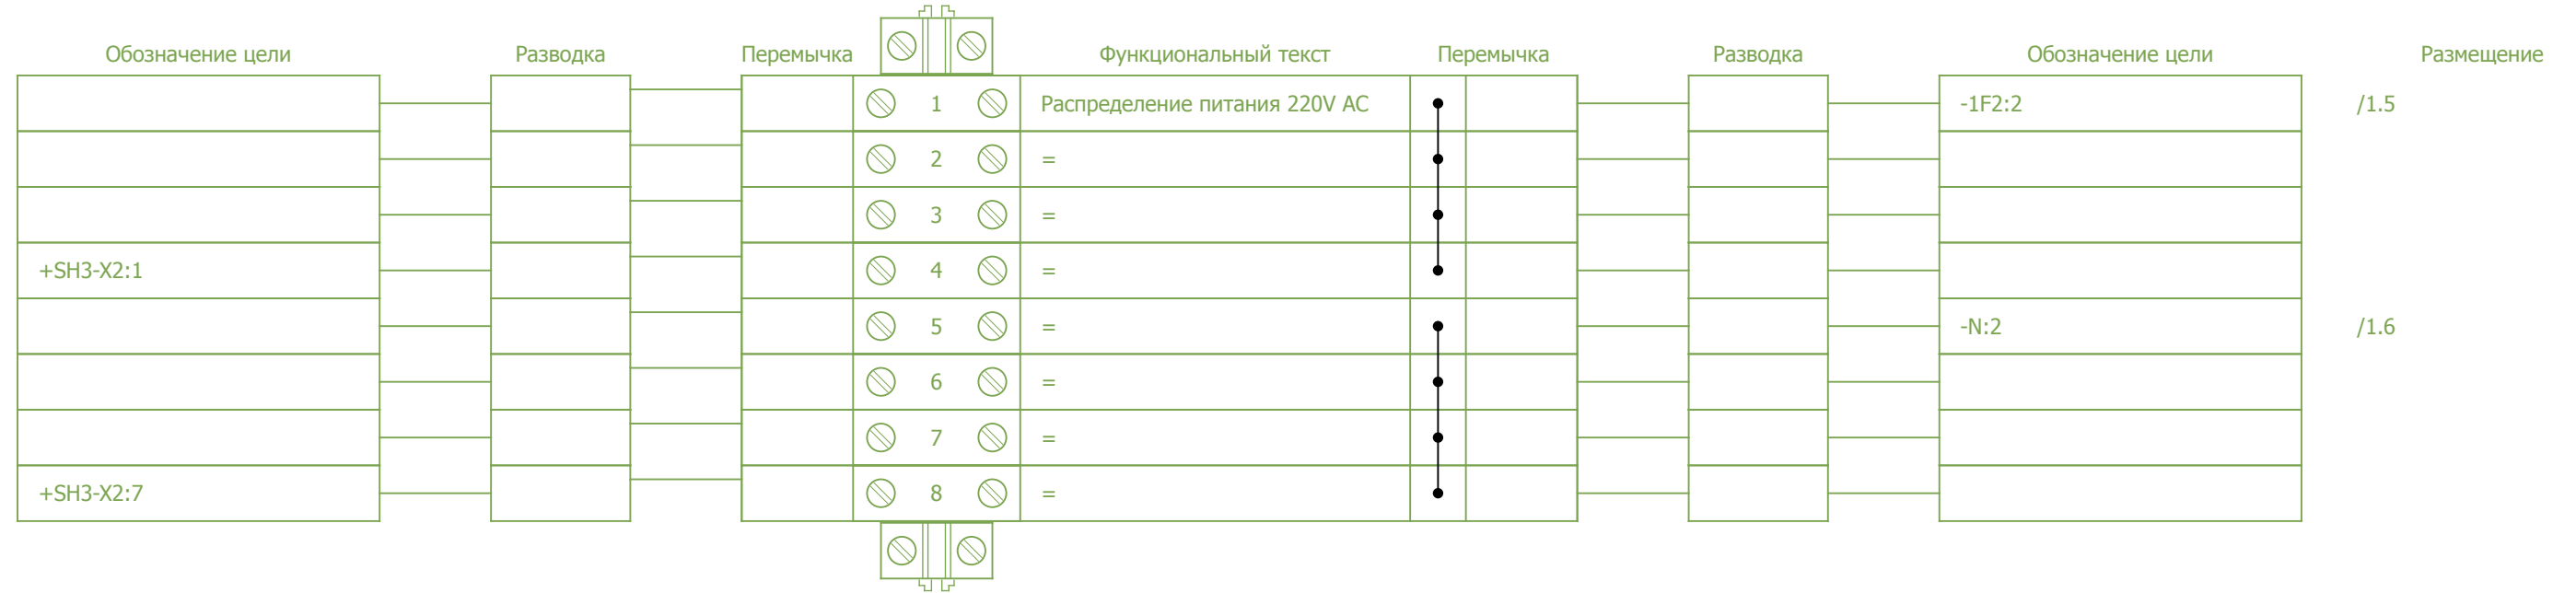 Обозначение цели Разводка Перемычка Функциональный текст Перемычка Разводка Обозначение цели Размещение
1 Распределение питания 220V AC -1F2:2 /1.5
2 =
3 =
+SH3-X2:1 4 =
5 = -N:2 /1.6
6 =
7 =
+SH3-X2:7 8 =